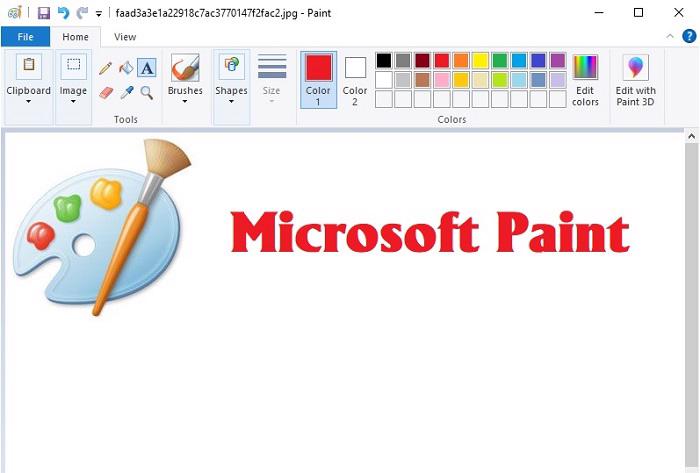 faad3a3e1a22918c7ac3770147f2fac2.jpg - Paint
File Home View
Clipboard Image A Brushes Shapes Size Color 1 Color 2 Edit colors Edit with Paint 3D
Tools Colors
Microsoft Paint